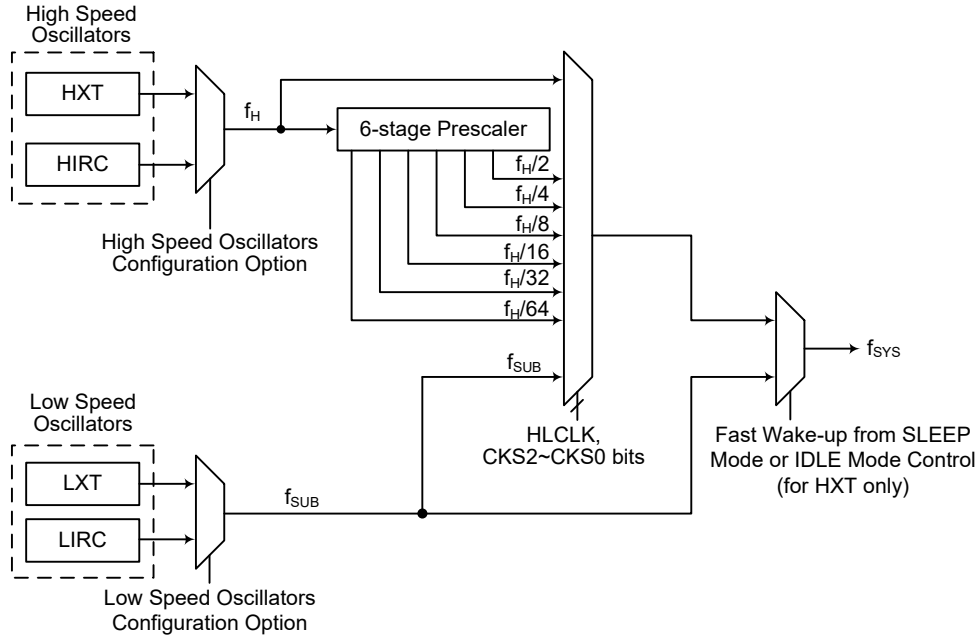 High Speed
Oscillators
HXT
HIRC
High Speed Oscillators
Configuration Option
fH
6-stage Prescaler
fH/2
fH/4
fH/8
fH/16
fH/32
fH/64
fSUB
HLCLK,
CKS2~CKS0 bits
fSYS
Fast Wake-up from SLEEP
Mode or IDLE Mode Control
(for HXT only)
Low Speed
Oscillators
LXT
LIRC
fSUB
Low Speed Oscillators
Configuration Option